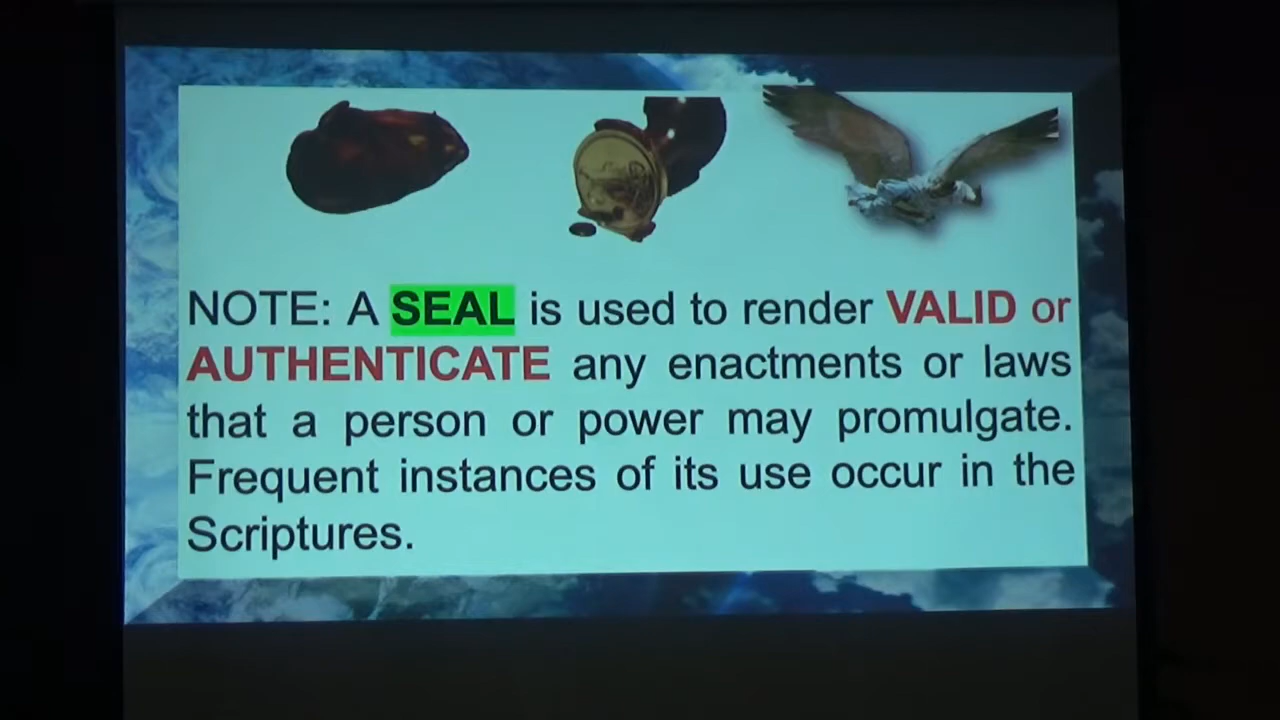 NOTE: A SEAL is used to render VALID or
AUTHENTICATE any enactments or laws
that a person or power may promulgate.
Frequent instances of its use occur in the
Scriptures.